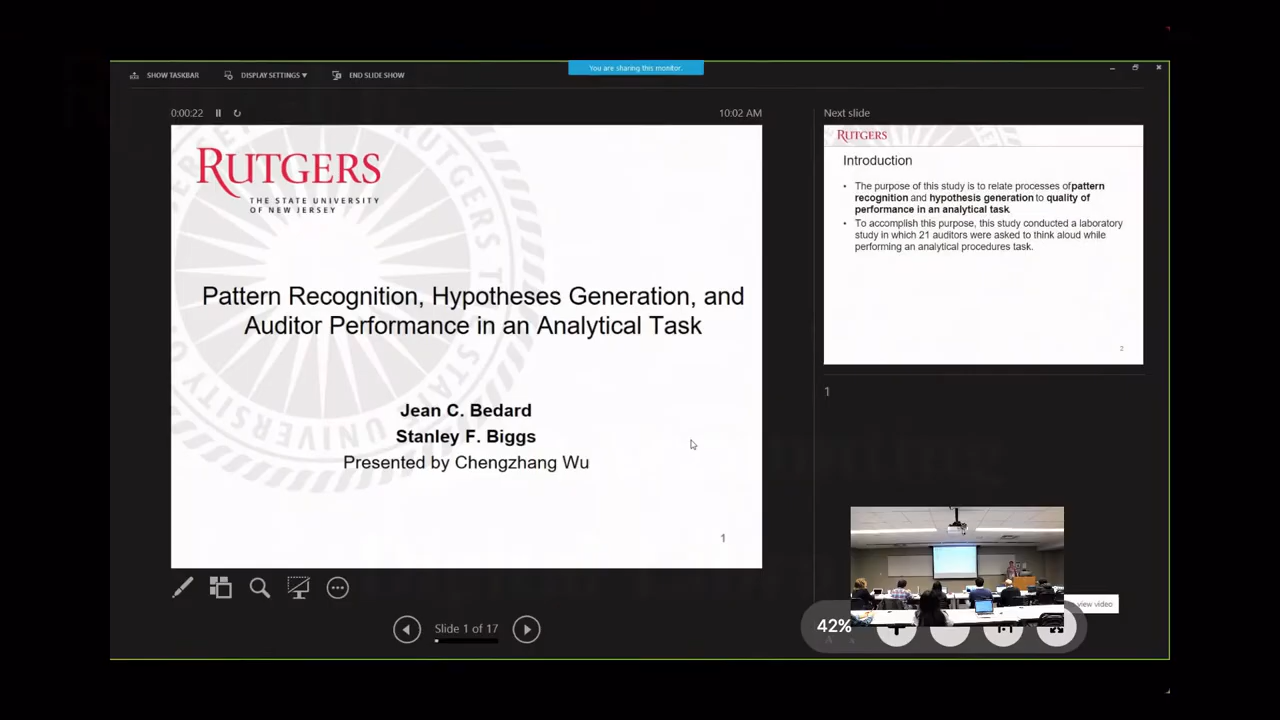 You are sharing this monitor.
SHOW TASKBAR
DISPLAY SETTINGS ▼
END SLIDE SHOW
0:00:22
10:02 AM
RUTGERS
THE STATE UNIVERSITY
OF NEW JERSEY
Pattern Recognition, Hypotheses Generation, and
Auditor Performance in an Analytical Task
Jean C. Bedard
Stanley F. Biggs
Presented by Chengzhang Wu
1
Slide 1 of 17
Next slide
RUTGERS
Introduction
• The purpose of this study is to relate processes of pattern
recognition and hypothesis generation to quality of
performance in an analytical task.
• To accomplish this purpose, this study conducted a laboratory
study in which 21 auditors were asked to think aloud while
performing an analytical procedures task.
2
1
view video
42%